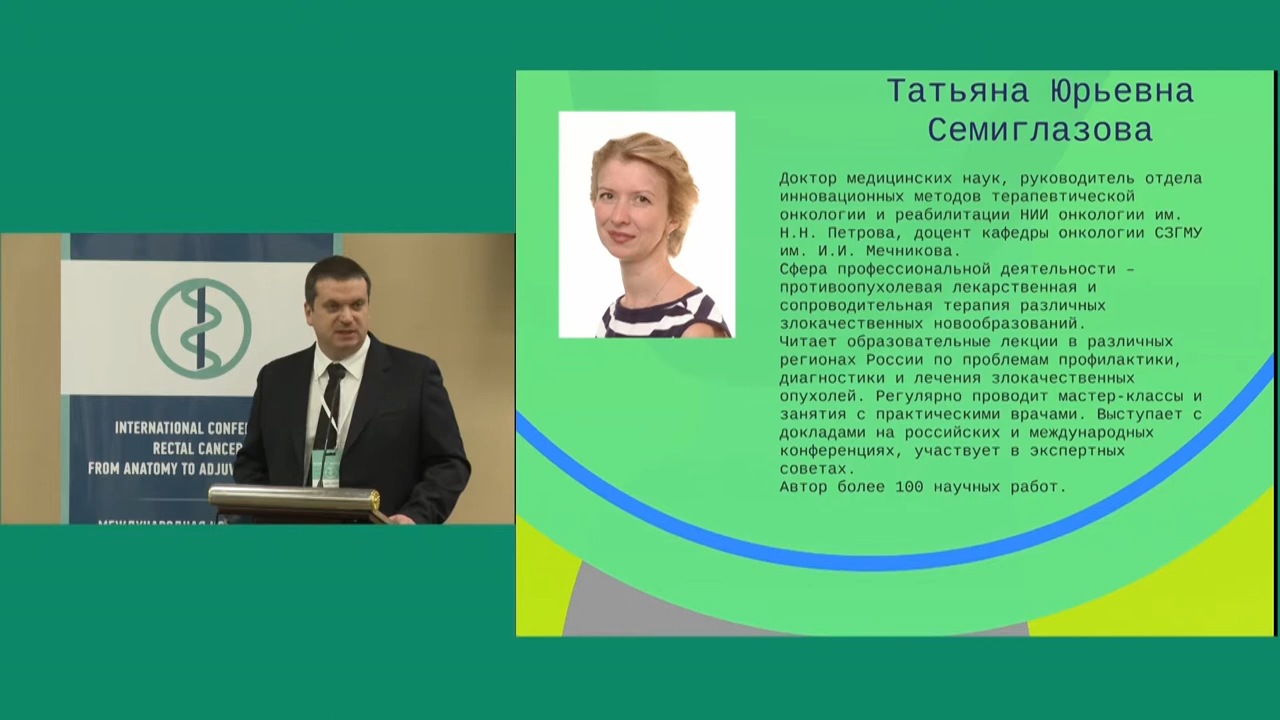 Татьяна Юрьевна
Семиглазова
Доктор медицинских наук, руководитель отдела
инновационных методов терапевтической
онкологии и реабилитации НИИ онкологии им.
Н.Н. Петрова, доцент кафедры онкологии СЗГМУ
им. И.И. Мечникова.
Сфера профессиональной деятельности –
противоопухолевая лекарственная и
сопроводительная терапия различных
злокачественных новообразований.
Читает образовательные лекции в различных
регионах России по проблемам профилактики,
диагностики и лечения злокачественных
опухолей. Регулярно проводит мастер-классы и
занятия с практическими врачами. Выступает с
докладами на российских и международных
конференциях, участвует в экспертных
советах.
Автор более 100 научных работ.
INTERNATIONAL
RECTAL CANCER
FROM ANATOMY TO